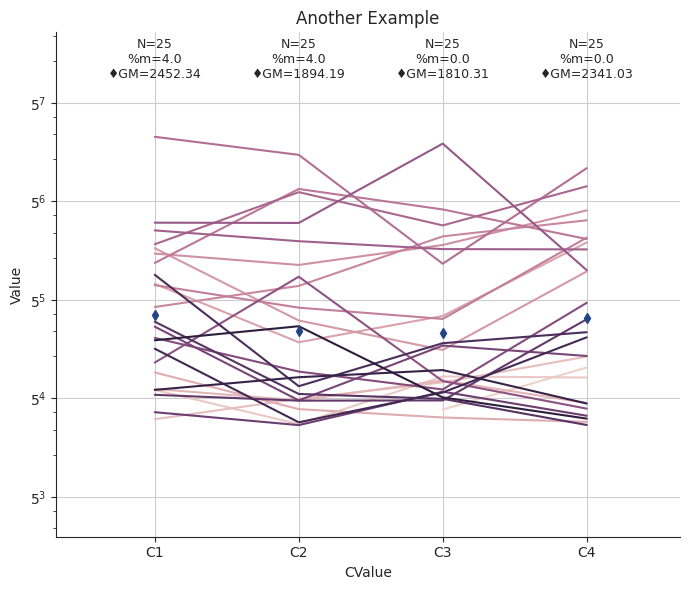 Another Example
N=25 N=25 N=25 N=25
%m=4.0 %m=4.0 %m=0.0 %m=0.0
♦GM=2452.34 ♦GM=1894.19 ♦GM=1810.31 ♦GM=2341.03
5⁷
5⁶
5⁵
5⁴
5³
Value
C1 C2 C3 C4
CValue